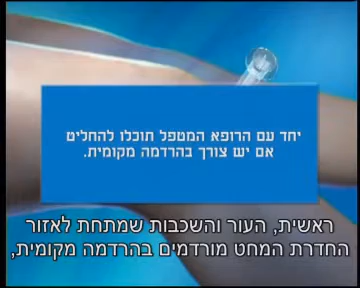 יחד עם הרופא המטפל תוכלו להחליט
אם יש צורך בהרדמה מקומית.
ראשית, העור והשכבות שמתחת לאזור
החדרת המחט מורדמים בהרדמה מקומית,